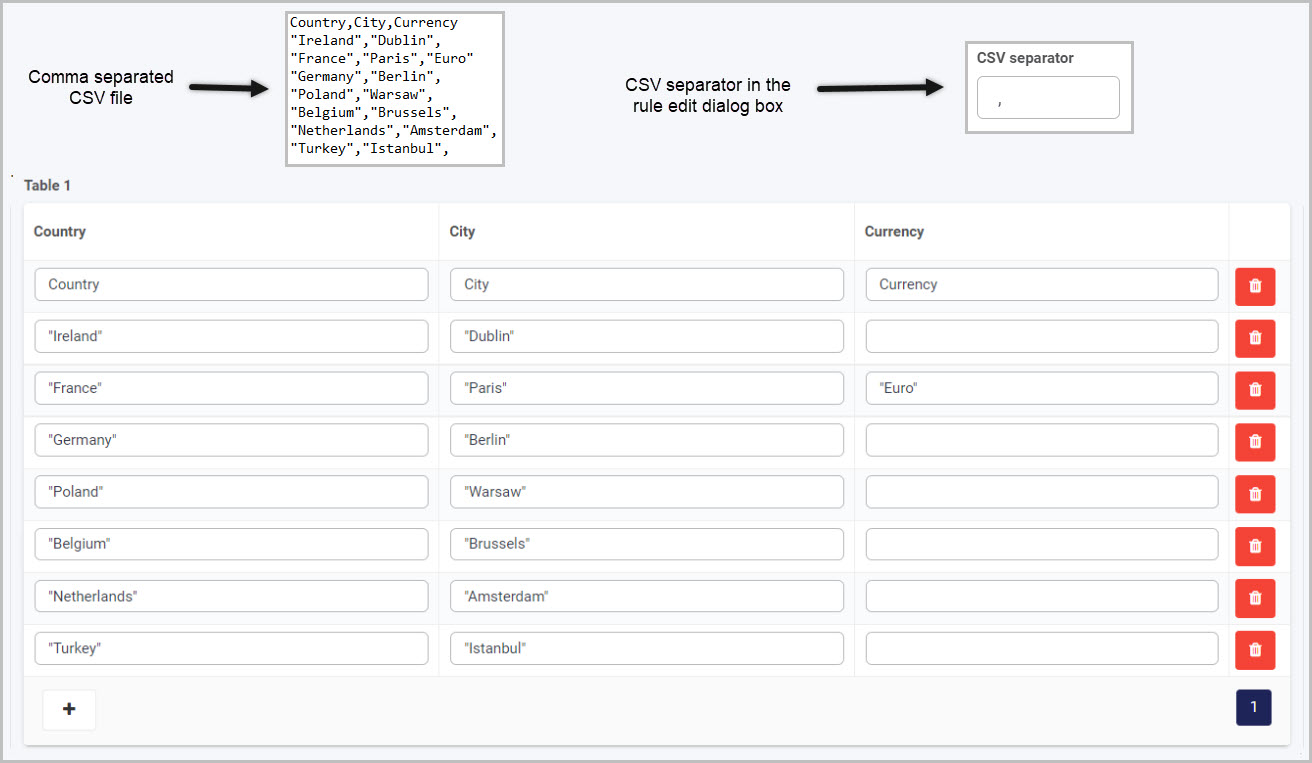 Comma separated
CSV file
Country,City,Currency
"Ireland","Dublin",
"France","Paris","Euro"
"Germany","Berlin",
"Poland","Warsaw",
"Belgium","Brussels",
"Netherlands","Amsterdam",
"Turkey","Istanbul",
CSV separator in the
rule edit dialog box
CSV separator
,
Table 1
Country City Currency
Country City Currency
"Ireland" "Dublin"
"France" "Paris" "Euro"
"Germany" "Berlin"
"Poland" "Warsaw"
"Belgium" "Brussels"
"Netherlands" "Amsterdam"
"Turkey" "Istanbul"
+ 1